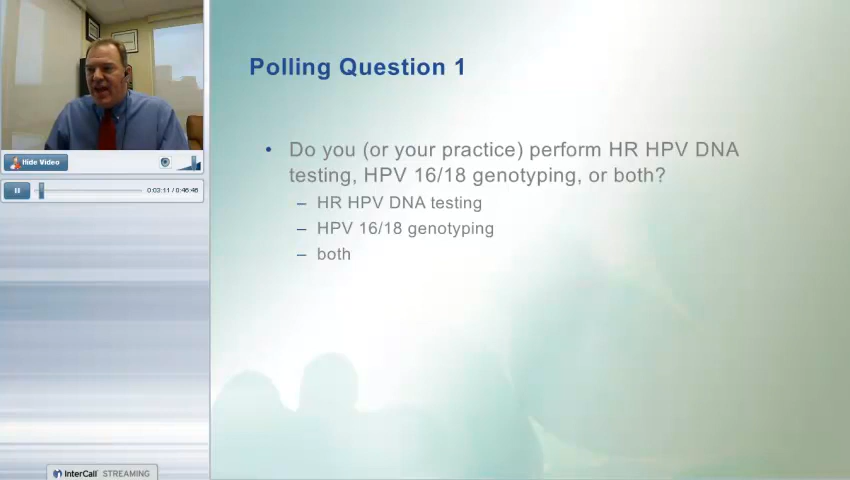 Polling Question 1
• Do you (or your practice) perform HR HPV DNA
testing, HPV 16/18 genotyping, or both?
– HR HPV DNA testing
– HPV 16/18 genotyping
– both
Hide Video
0:03:11 / 0:46:46
InterCall STREAMING